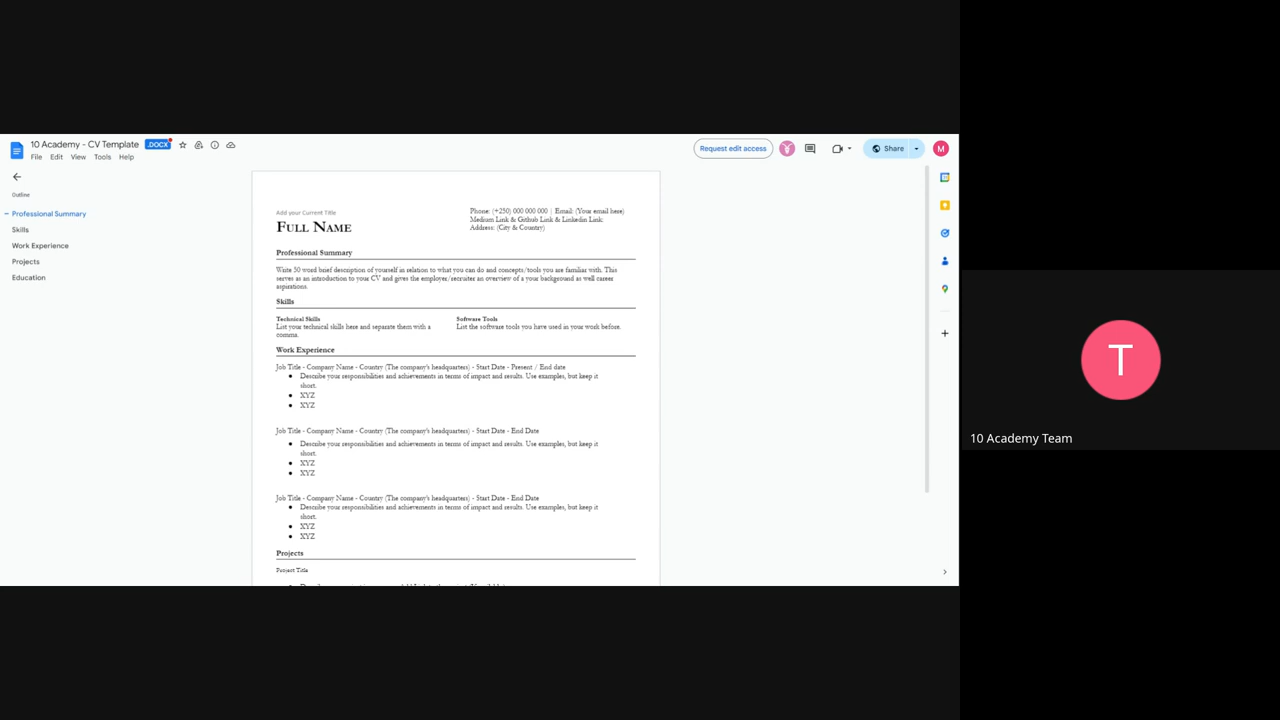 10 Academy - CV Template
.DOCX
File Edit View Tools Help
Request edit access
Share
M
Outline
Professional Summary
Skills
Work Experience
Projects
Education
Add your Current Title
FULL NAME
Phone: (+250) 000 000 000 | Email: (Your email here)
Medium Link & Github Link & Linkedin Link
Address: (City & Country)
Professional Summary
Write 50 word brief description of yourself in relation to what you can do and concepts/tools you are familiar with. This
serves as an introduction to your CV and gives the employer/recruiter an overview of a your background as well career
aspirations.
Skills
Technical Skills
List your technical skills here and separate them with a
comma.
Software Tools
List the software tools you have used in your work before.
Work Experience
Job Title - Company Name - Country (The company's headquarters) - Start Date - Present / End date
● Describe your responsibilities and achievements in terms of impact and results. Use examples, but keep it
short.
● XYZ
● XYZ
Job Title - Company Name - Country (The company's headquarters) - Start Date - End Date
● Describe your responsibilities and achievements in terms of impact and results. Use examples, but keep it
short.
● XYZ
● XYZ
Job Title - Company Name - Country (The company's headquarters) - Start Date - End Date
● Describe your responsibilities and achievements in terms of impact and results. Use examples, but keep it
short.
● XYZ
● XYZ
Projects
Project Title
T
10 Academy Team